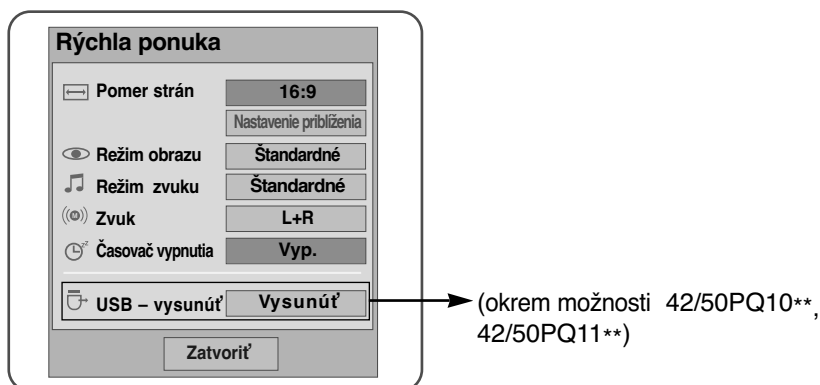 Rýchla ponuka
Pomer strán 16:9
Nastavenie priblíženia
Režim obrazu Štandardné
Režim zvuku Štandardné
Zvuk L+R
Časovač vypnutia Vyp.
USB – vysunúť Vysunúť
(okrem možnosti 42/50PQ10**,
42/50PQ11**)
Zatvoriť